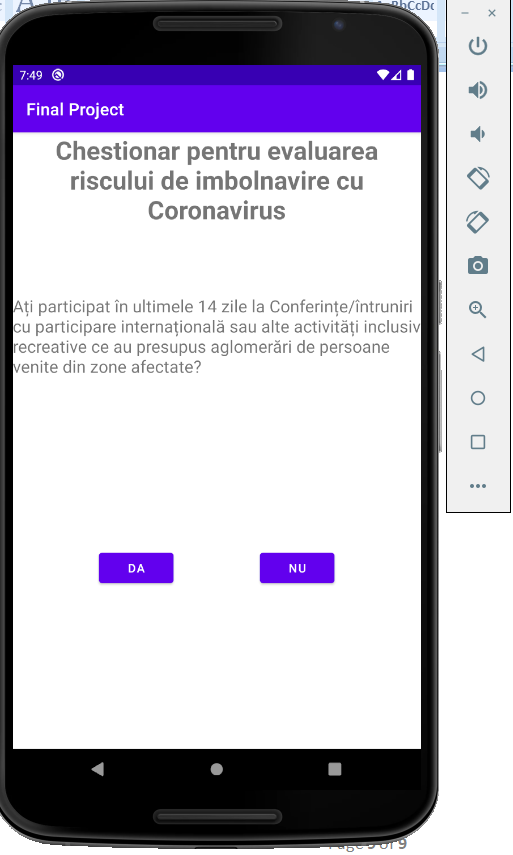 BbCcDc
7:49
Final Project
Chestionar pentru evaluarea
riscului de imbolnavire cu
Coronavirus
Ați participat în ultimele 14 zile la Conferințe/întruniri
cu participare internațională sau alte activități inclusiv
recreative ce au presupus aglomerări de persoane
venite din zone afectate?
DA
NU
Page 9 of 9